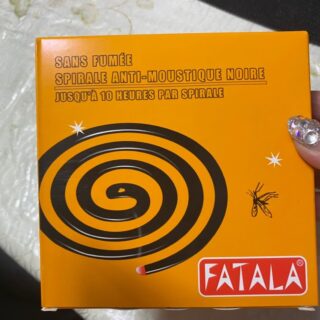 SANS FUMÉE
SPIRALE ANTI-MOUSTIQUE NOIRE
JUSQU'À 10 HEURES PAR SPIRALE
FATALA